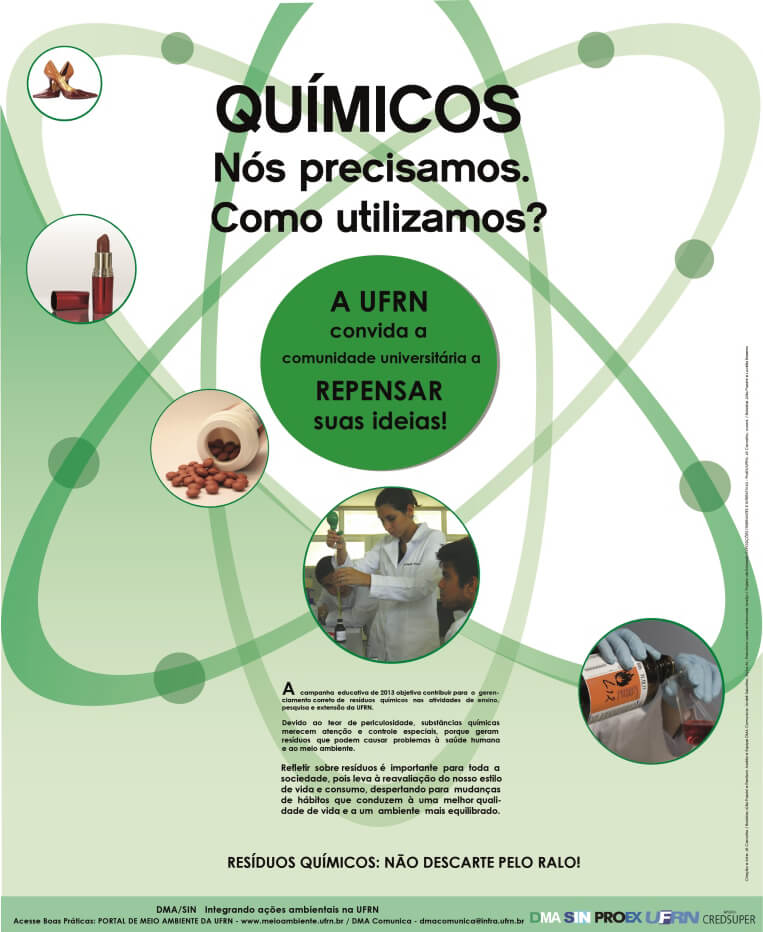 QUÍMICOS
Nós precisamos.
Como utilizamos?
A UFRN
convida a
comunidade universitária a
REPENSAR
suas ideias!
A campanha educativa de 2013 objetiva contribuir para o geren-
ciamento correto de resíduos químicos nas atividades de ensino,
pesquisa e extensão da UFRN.
Devido ao teor de periculosidade, substâncias químicas
merecem atenção e controle especiais, porque geram
resíduos que podem causar problemas à saúde humana
e ao meio ambiente.
Refletir sobre resíduos é importante para toda a
sociedade, pois leva à reavaliação do nosso estilo
de vida e consumo, despertando para mudanças
de hábitos que conduzem à uma melhor quali-
dade de vida e a um ambiente mais equilibrado.
RESÍDUOS QUÍMICOS: NÃO DESCARTE PELO RALO!
DMA/SIN Integrando ações ambientais na UFRN
Acesse Boas Práticas: PORTAL DE MEIO AMBIENTE DA UFRN - www.meioambiente.ufrn.br / DMA Comunica - dmacomunica@infra.ufrn.br
DMA SIN PROEX UFRN CREDSUPER